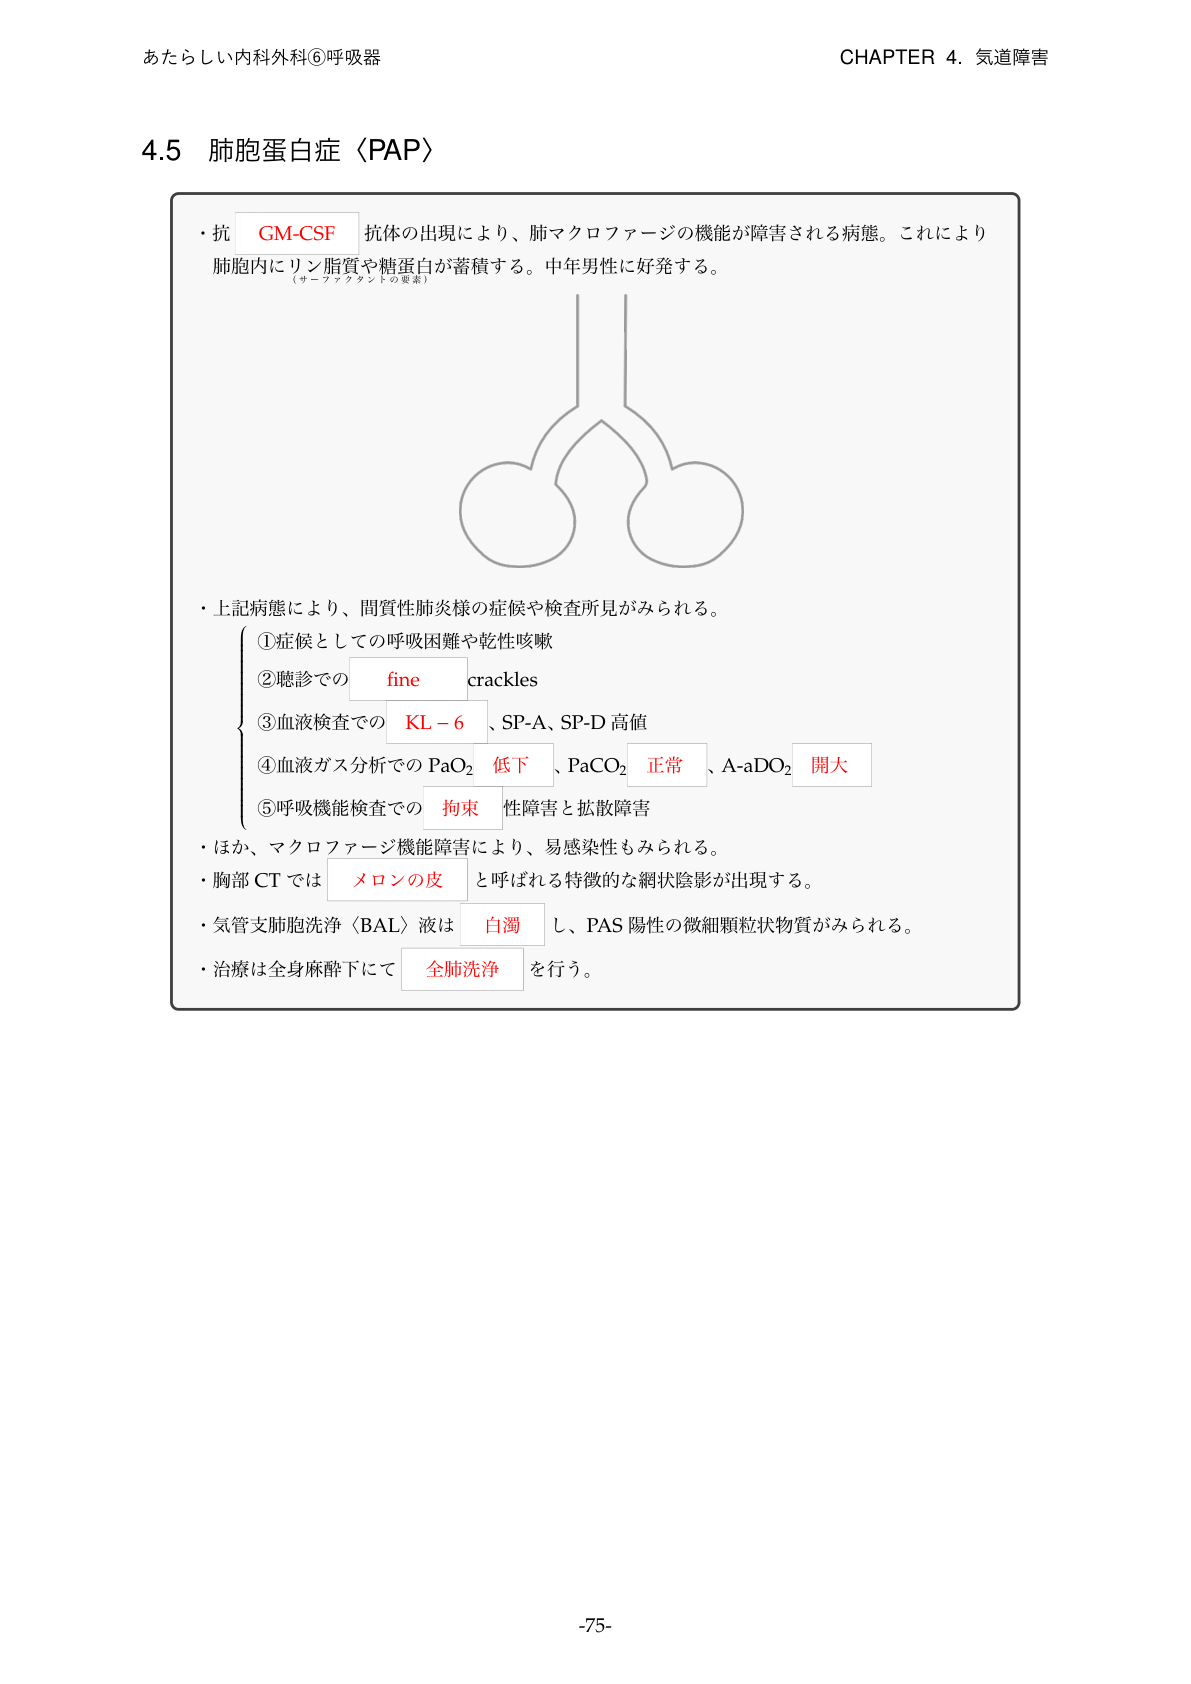 あたらしい内科外科⑥呼吸器
CHAPTER 4. 気道障害
4.5 肺胞蛋白症〈PAP〉
・抗 GM-CSF 抗体の出現により、肺マクロファージの機能が障害される病態。これにより
肺胞内にリン脂質や糖蛋白が蓄積する。中年男性に好発する。
(サーファクタントの要素)
・上記病態により、間質性肺炎様の症候や検査所見がみられる。
①症候としての呼吸困難や乾性咳嗽
②聴診での fine crackles
③血液検査での KL－6 、SP-A、SP-D 高値
④血液ガス分析での PaO₂ 低下 、PaCO₂ 正常 、A-aDO₂ 開大
⑤呼吸機能検査での 拘束 性障害と拡散障害
・ほか、マクロファージ機能障害により、易感染性もみられる。
・胸部 CT では メロンの皮 と呼ばれる特徴的な網状陰影が出現する。
・気管支肺胞洗浄〈BAL〉液は 白濁 し、PAS 陽性の微細顆粒状物質がみられる。
・治療は全身麻酔下にて 全肺洗浄 を行う。
-75-